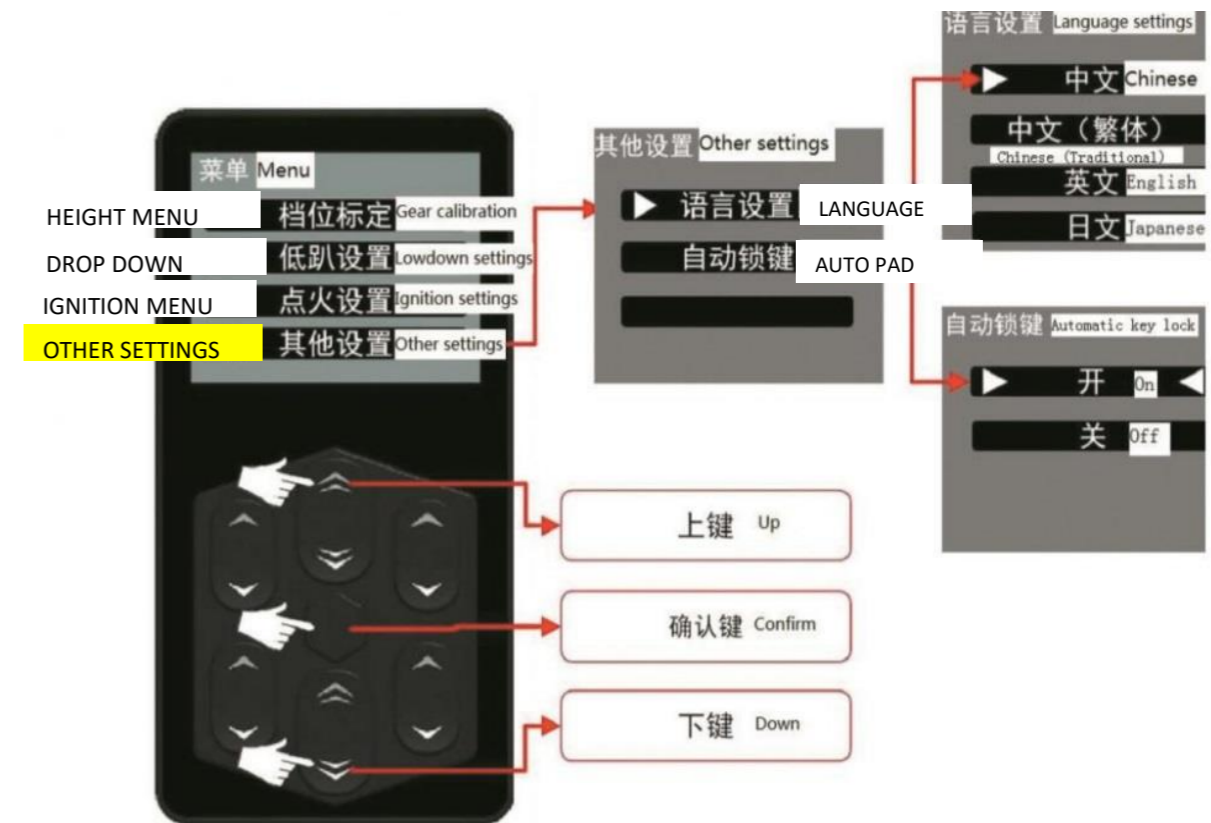 菜单 Menu
HEIGHT MENU 档位标定 Gear calibration
DROP DOWN 低趴设置 Lowdown settings
IGNITION MENU 点火设置 Ignition settings
OTHER SETTINGS 其他设置 Other settings
其他设置 Other settings
语言设置 LANGUAGE
自动锁键 AUTO PAD
语言设置 Language settings
中文 Chinese
中文（繁体）
Chinese (Traditional)
英文 English
日文 Japanese
自动锁键 Automatic key lock
开 On
关 Off
上键 Up
确认键 Confirm
下键 Down